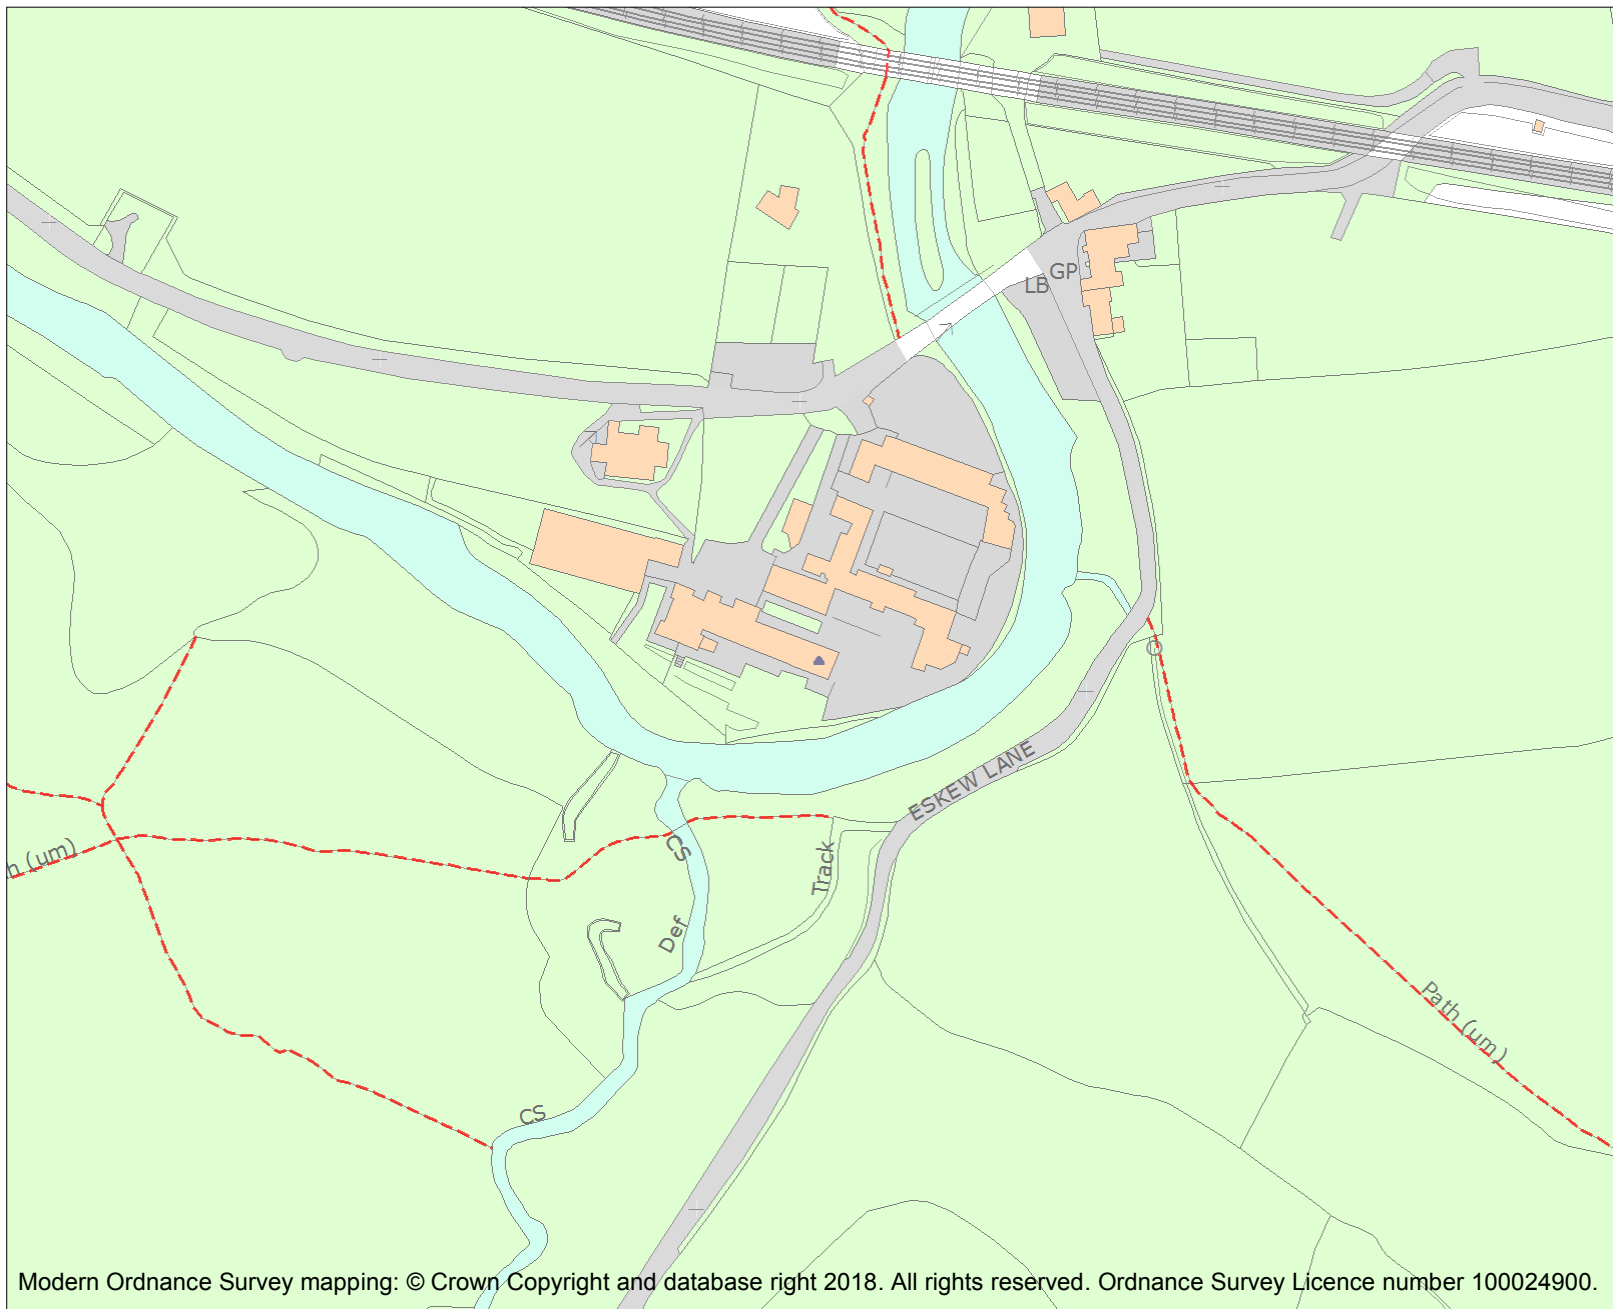 GP
LB
ESKEW LANE
CS
Track
h (um)
Def
Path (um)
CS
Modern Ordnance Survey mapping: © Crown Copyright and database right 2018. All rights reserved. Ordnance Survey Licence number 100024900.